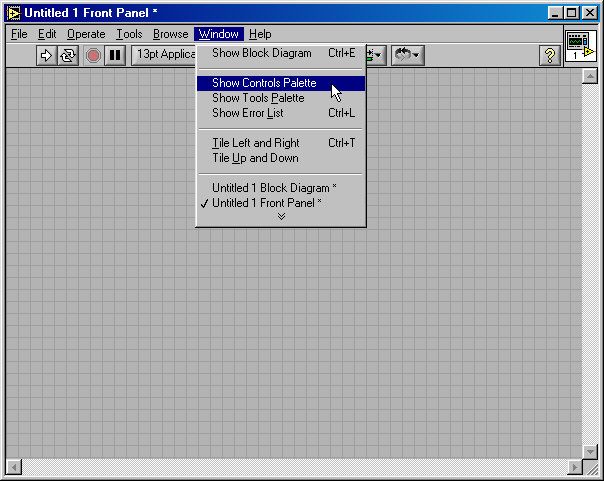 Untitled 1 Front Panel *
File Edit Operate Tools Browse Window Help
13pt Applica
?
1
Show Block Diagram Ctrl+E
Show Controls Palette
Show Tools Palette
Show Error List Ctrl+L
Tile Left and Right Ctrl+T
Tile Up and Down
Untitled 1 Block Diagram *
✓ Untitled 1 Front Panel *